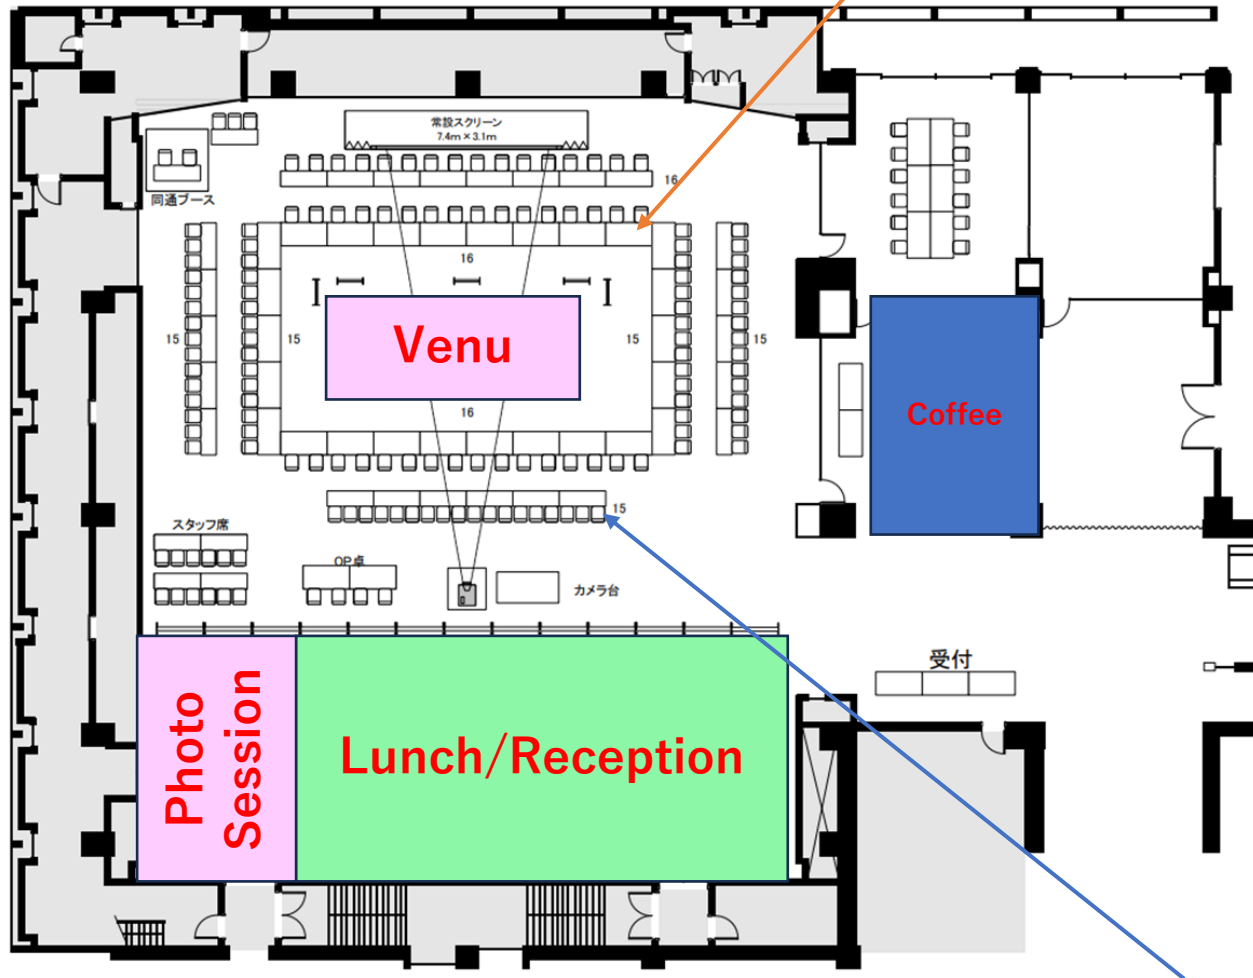 常設スクリーン
7.4m×3.1m
同通ブース
16
16
15
15
15
15
Venu
16
Coffee
15
スタッフ席
OP卓
カメラ台
受付
Photo
Session
Lunch/Reception